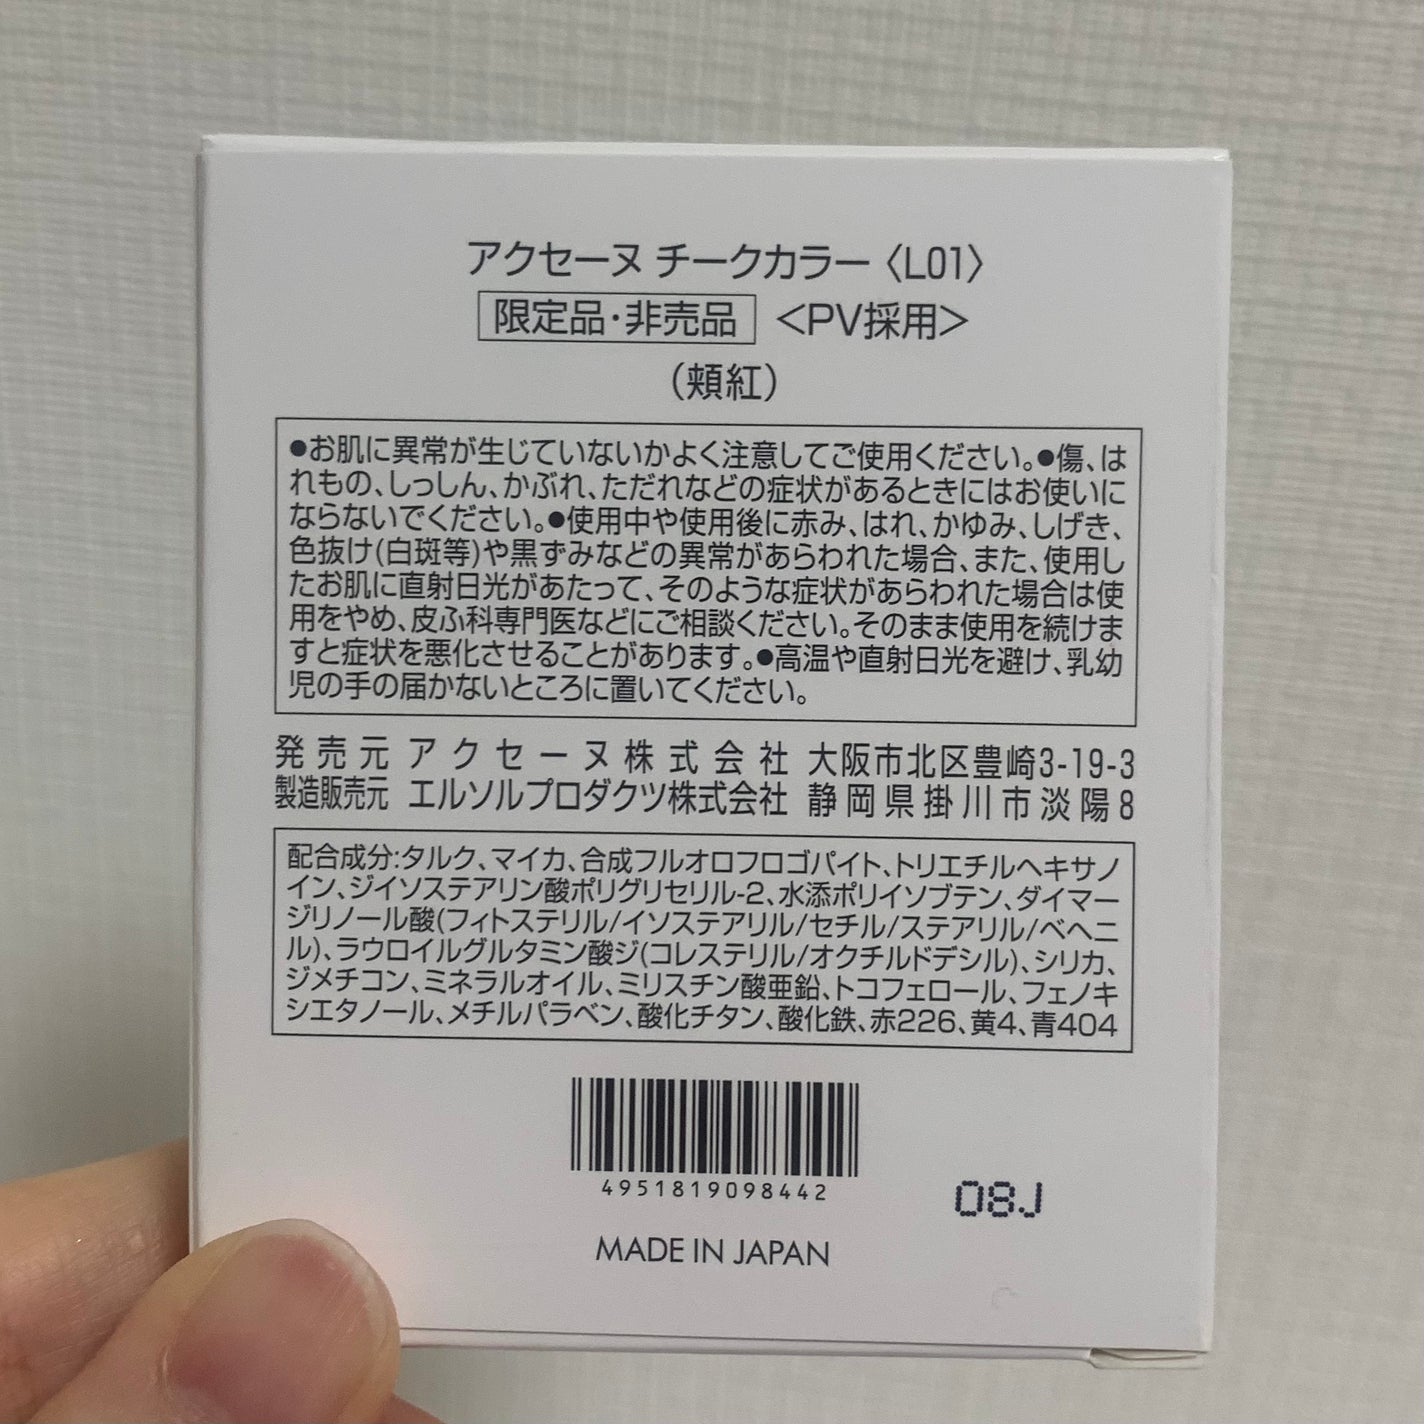 アクセーヌ チークカラー〈L01〉
限定品・非売品 <PV採用>
(頬紅)
●お肌に異常が生じていないかよく注意してご使用ください。●傷、は
れもの、しっしん、かぶれ、ただれなどの症状があるときにはお使いに
ならないでください。●使用中や使用後に赤み、はれ、かゆみ、しげき、
色抜け(白斑等)や黒ずみなどの異常があらわれた場合、また、使用し
たお肌に直射日光があたって、そのような症状があらわれた場合は使
用をやめ、皮ふ科専門医などにご相談ください。そのまま使用を続けま
すと症状を悪化させることがあります。●高温や直射日光を避け、乳幼
児の手の届かないところに置いてください。
発売元 アクセーヌ株式会社 大阪市北区豊崎3-19-3
製造販売元 エルソルプロダクツ株式会社 静岡県掛川市淡陽8
配合成分:タルク、マイカ、合成フルオロフロゴパイト、トリエチルヘキサノ
イン、ジイソステアリン酸ポリグリセリル-2、水添ポリイソブテン、ダイマー
ジリノール酸(フィトステリル/イソステアリル/セチル/ステアリル/ベヘニ
ル)、ラウロイルグルタミン酸ジ(コレステリル/オクチルドデシル)、シリカ、
ジメチコン、ミネラルオイル、ミリスチン酸亜鉛、トコフェロール、フェノキ
シエタノール、メチルパラベン、酸化チタン、酸化鉄、赤226、黄4、青404
4951819098442
08J
MADE IN JAPAN